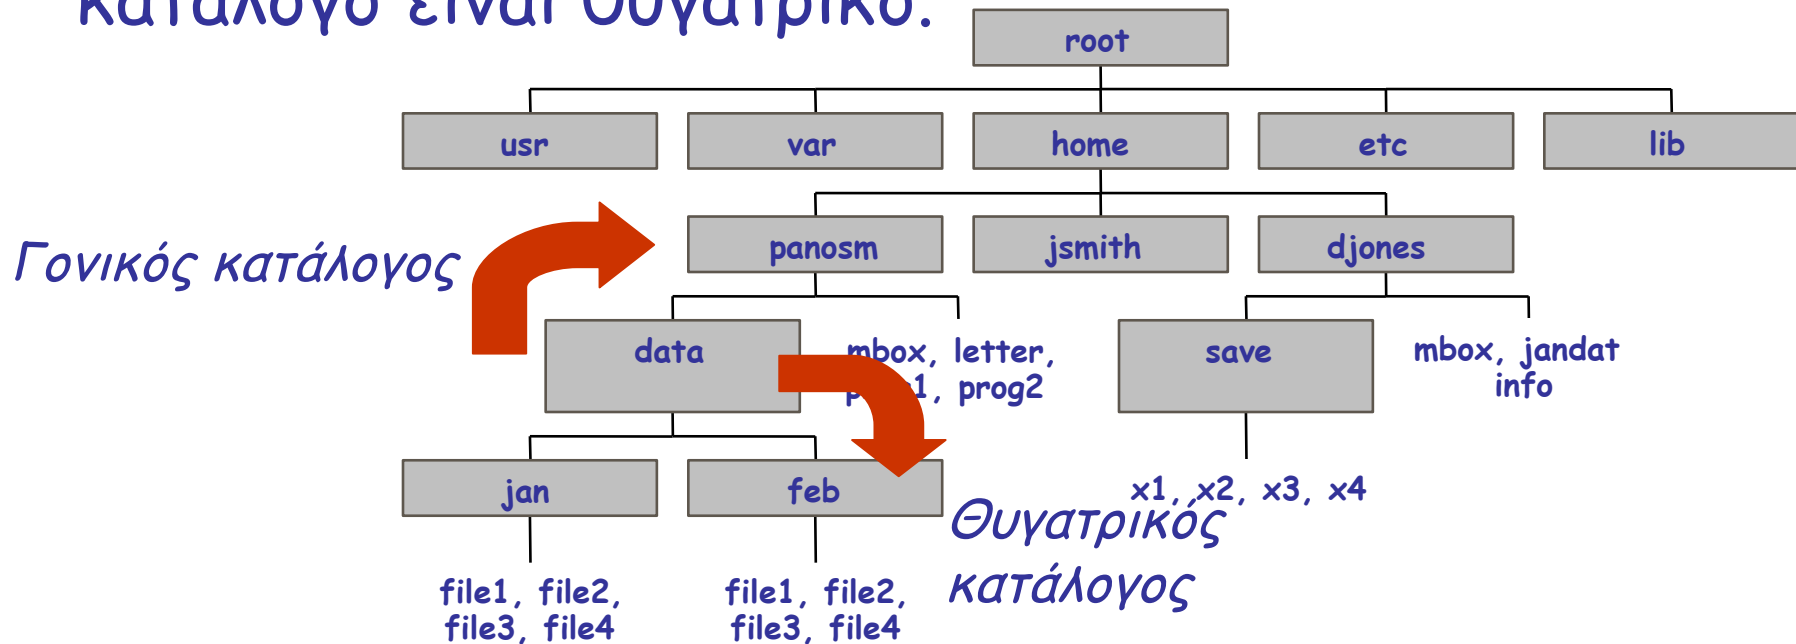 κατάλογο είναι θυγατρικό.
root
usr var home etc lib
Γονικός κατάλογος
panosm jsmith djones
data
mbox, letter,
1, prog2
save
mbox, jandat
info
jan feb
x1, x2, x3, x4
Θυγατρικός
κατάλογος
file1, file2,
file3, file4
file1, file2,
file3, file4